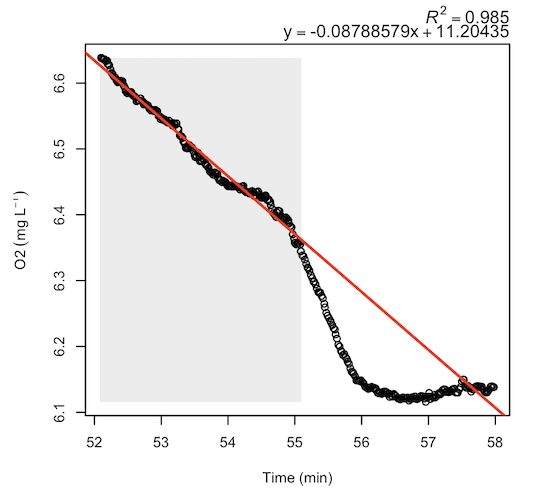 R² = 0.985
y = -0.08788579x + 11.20435
6.6
6.5
6.4
6.3
6.2
6.1
O2 (mg L⁻¹)
52 53 54 55 56 57 58
Time (min)